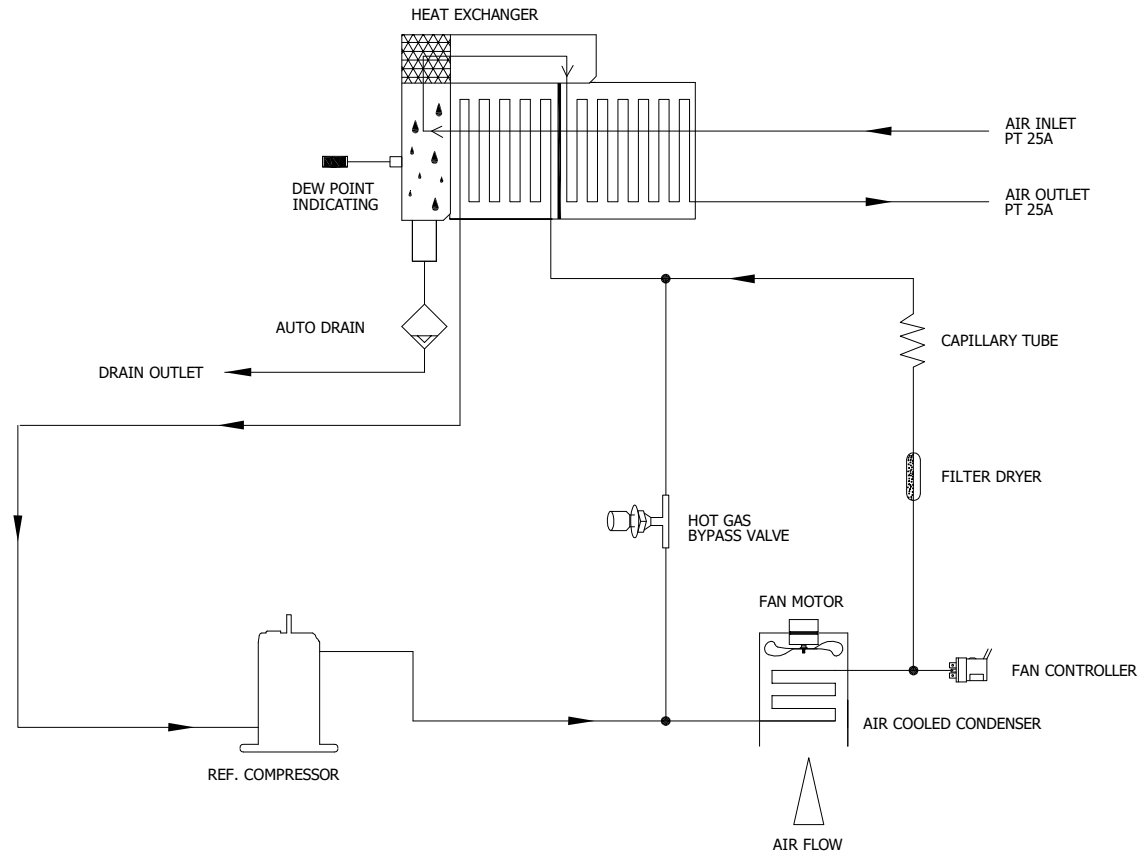 HEAT EXCHANGER
AIR INLET
PT 25A
DEW POINT
INDICATING
AIR OUTLET
PT 25A
AUTO DRAIN
CAPILLARY TUBE
DRAIN OUTLET
FILTER DRYER
HOT GAS
BYPASS VALVE
FAN MOTOR
FAN CONTROLLER
AIR COOLED CONDENSER
REF. COMPRESSOR
AIR FLOW